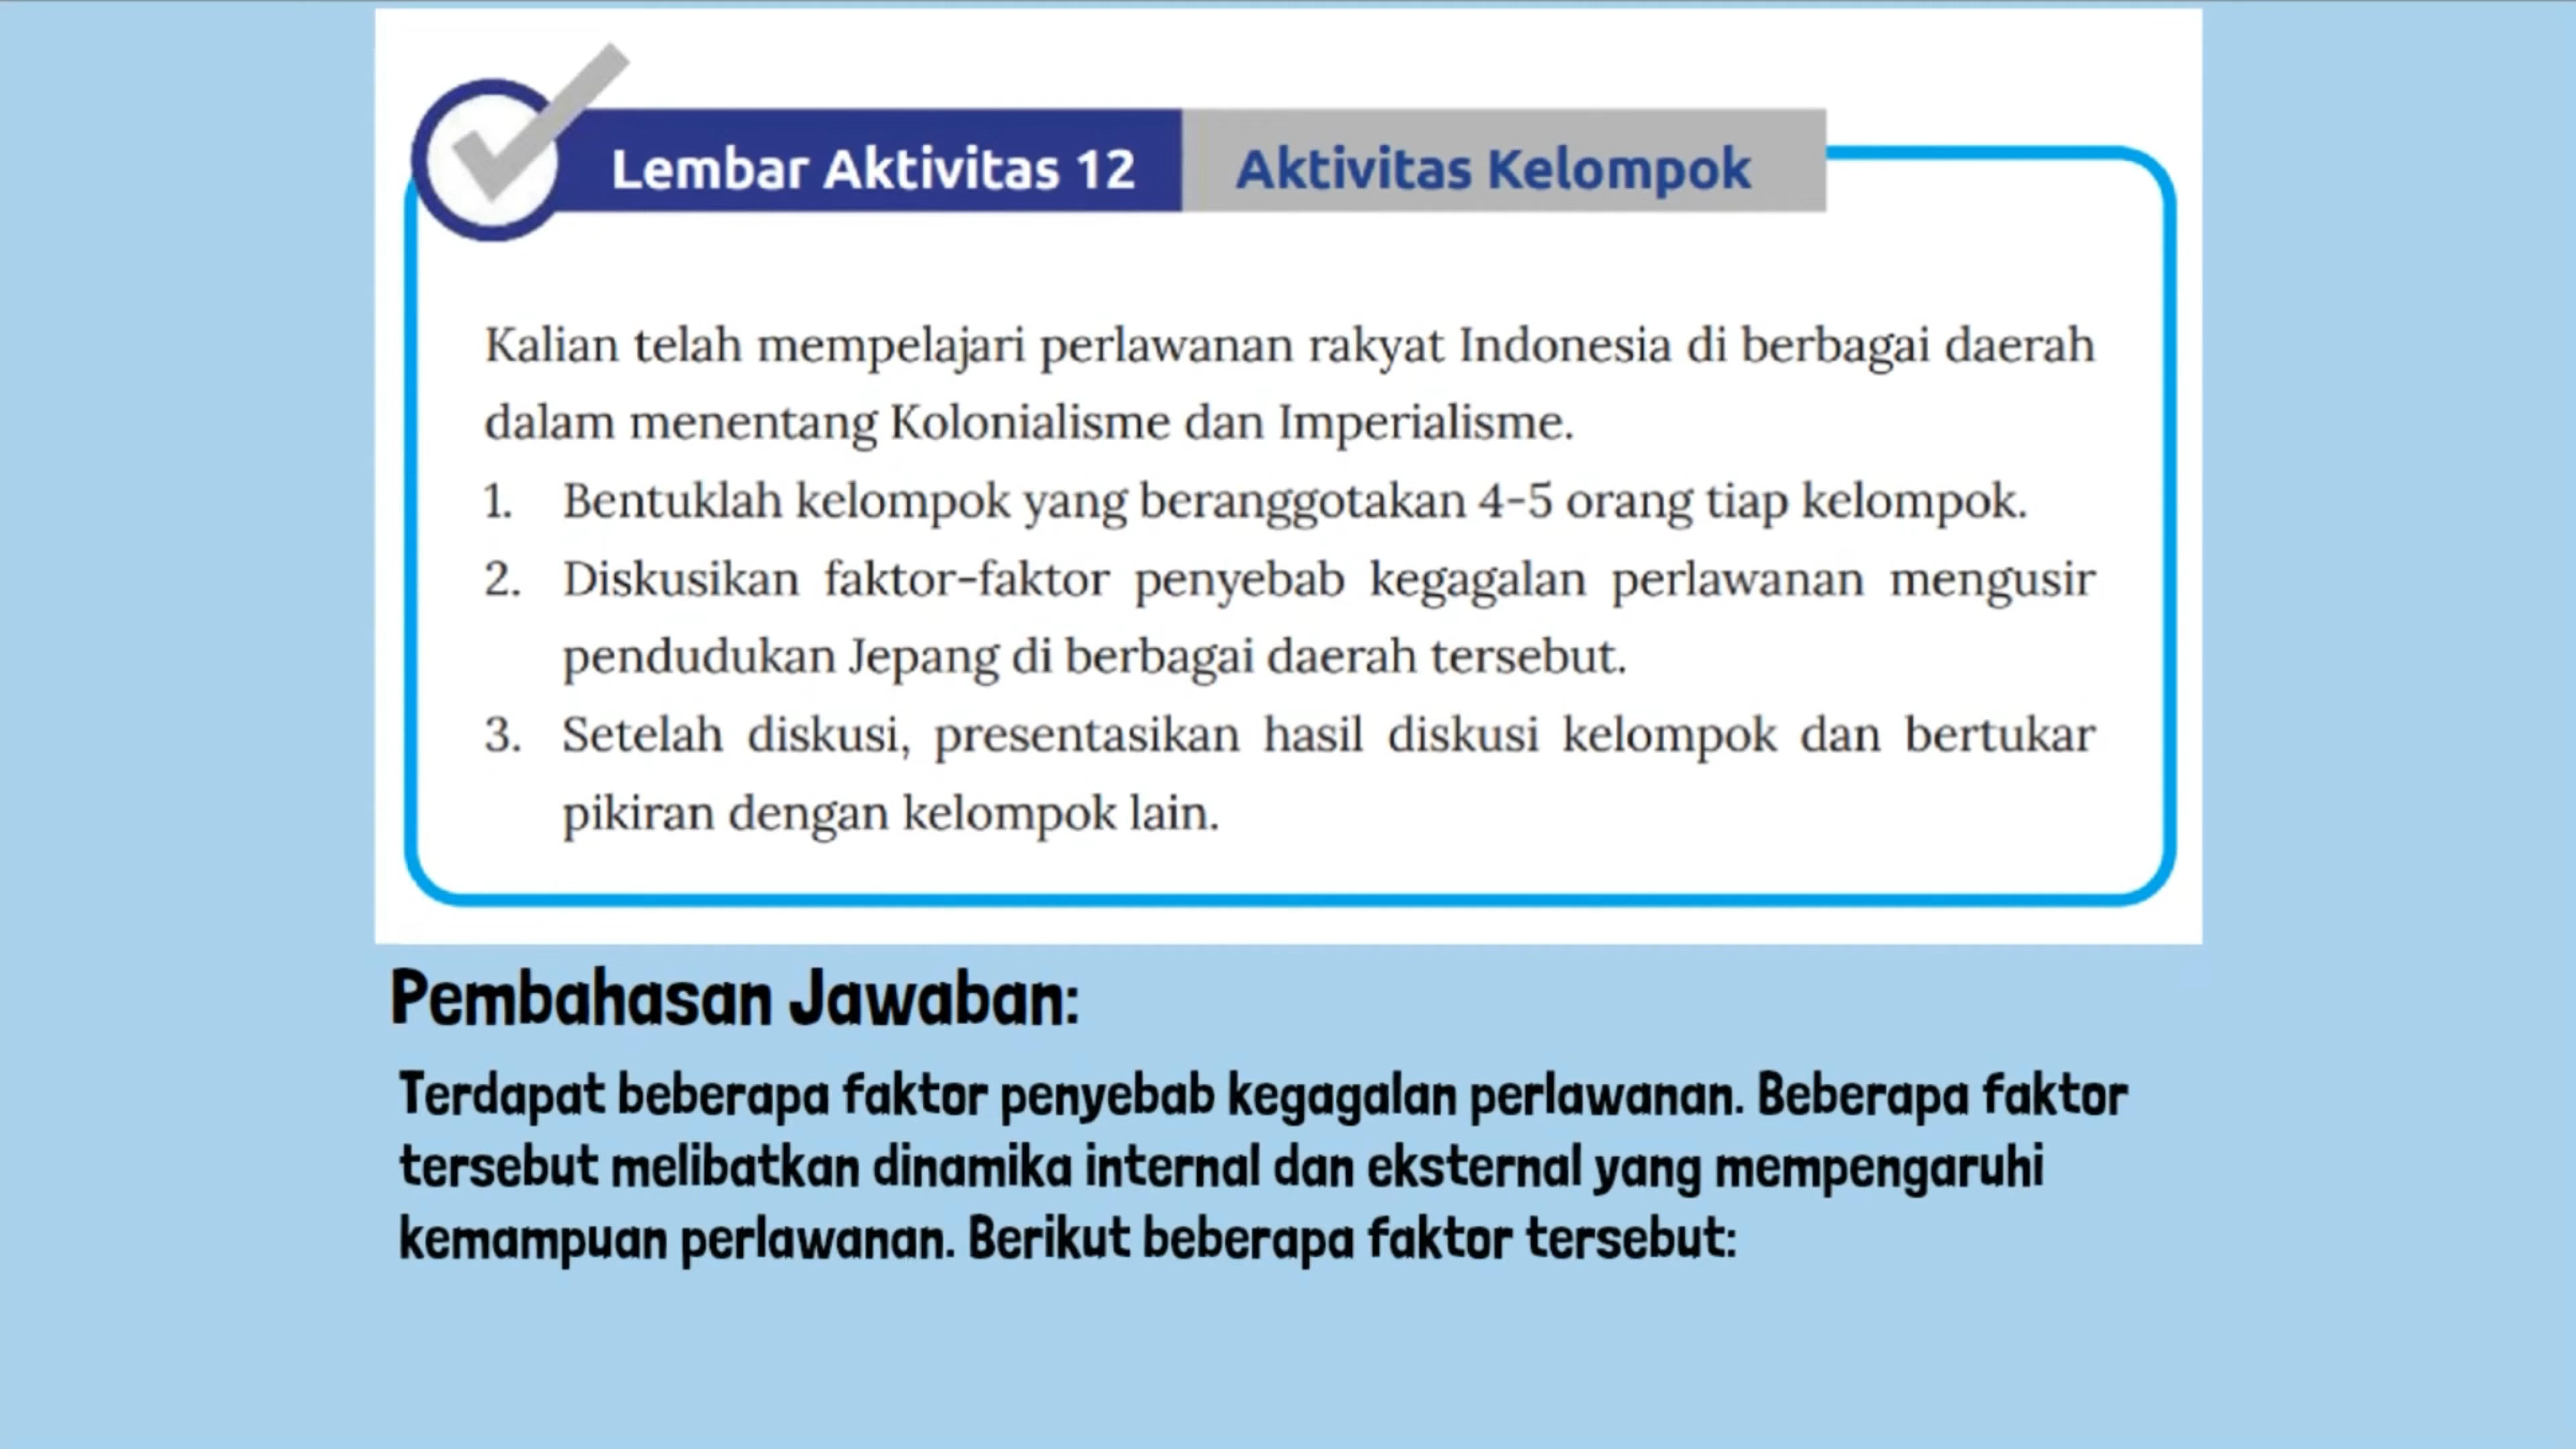 Lembar Aktivitas 12 Aktivitas Kelompok
Kalian telah mempelajari perlawanan rakyat Indonesia di berbagai daerah
dalam menentang Kolonialisme dan Imperialisme.
1. Bentuklah kelompok yang beranggotakan 4-5 orang tiap kelompok.
2. Diskusikan faktor-faktor penyebab kegagalan perlawanan mengusir
pendudukan Jepang di berbagai daerah tersebut.
3. Setelah diskusi, presentasikan hasil diskusi kelompok dan bertukar
pikiran dengan kelompok lain.
Pembahasan Jawaban:
Terdapat beberapa faktor penyebab kegagalan perlawanan. Beberapa faktor
tersebut melibatkan dinamika internal dan eksternal yang mempengaruhi
kemampuan perlawanan. Berikut beberapa faktor tersebut: